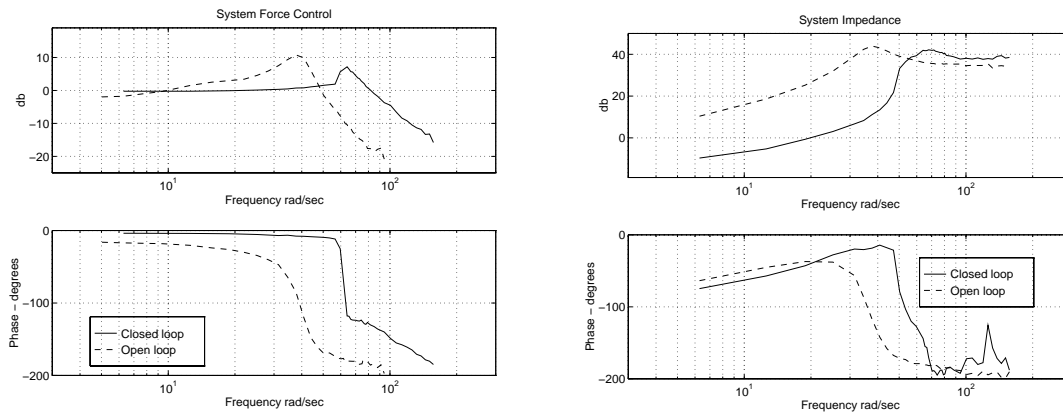 System Force Control
10
0
−10
−20
db
10¹
10²
Frequency rad/sec
0
−100
−200
Phase − degrees
Closed loop
Open loop
10¹
10²
Frequency rad/sec
System Impedance
40
20
0
db
10¹
10²
Frequency rad/sec
0
−100
−200
Phase − degrees
Closed loop
Open loop
10¹
10²
Frequency rad/sec